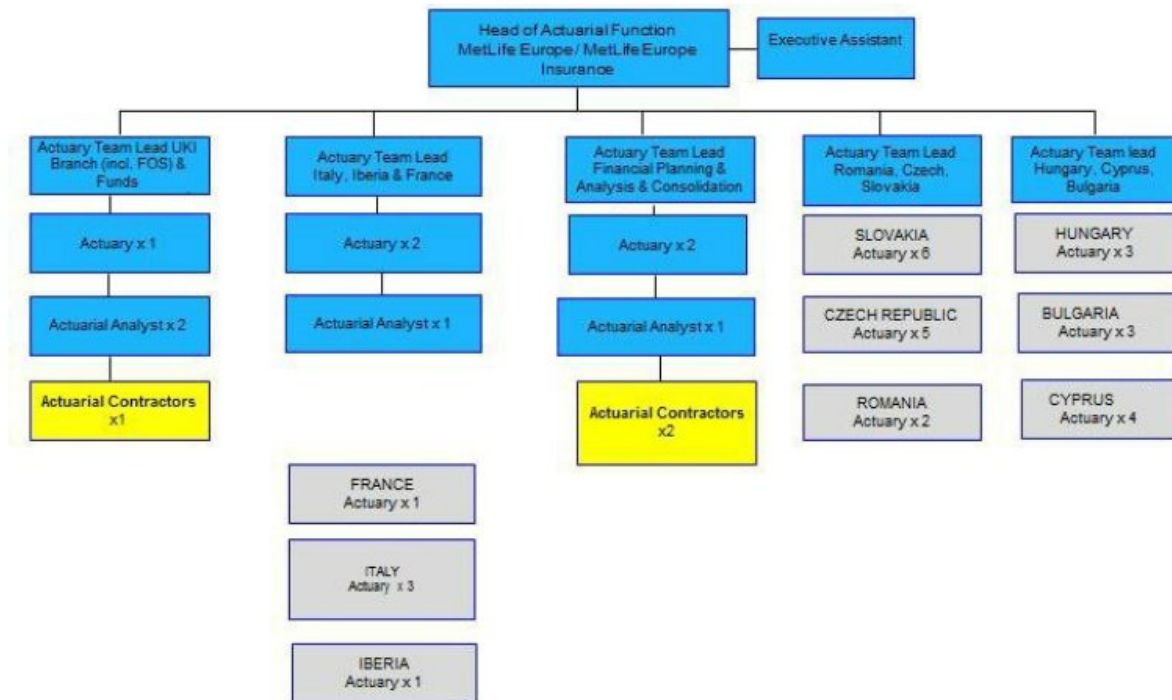 Head of Actuarial Function
MetLife Europe/ MetLife Europe
Insurance
Executive Assistant
Actuary Team Lead UKI
Branch (incl. FOS) &
Funds
Actuary x 1
Actuarial Analyst x 2
Actuarial Contractors
x1
Actuary Team Lead
Italy, Iberia & France
Actuary x 2
Actuarial Analyst x 1
FRANCE
Actuary x 1
ITALY
Actuary x 3
IBERIA
Actuary x 1
Actuary Team Lead
Financial Planning &
Analysis & Consolidation
Actuary x 2
Actuarial Analyst x 1
Actuarial Contractors
x2
Actuary Team Lead
Romania, Czech,
Slovakia
SLOVAKIA
Actuary x 6
CZECH REPUBLIC
Actuary x 5
ROMANIA
Actuary x 2
Actuary Team lead
Hungary, Cyprus,
Bulgaria
HUNGARY
Actuary x 3
BULGARIA
Actuary x 3
CYPRUS
Actuary x 4